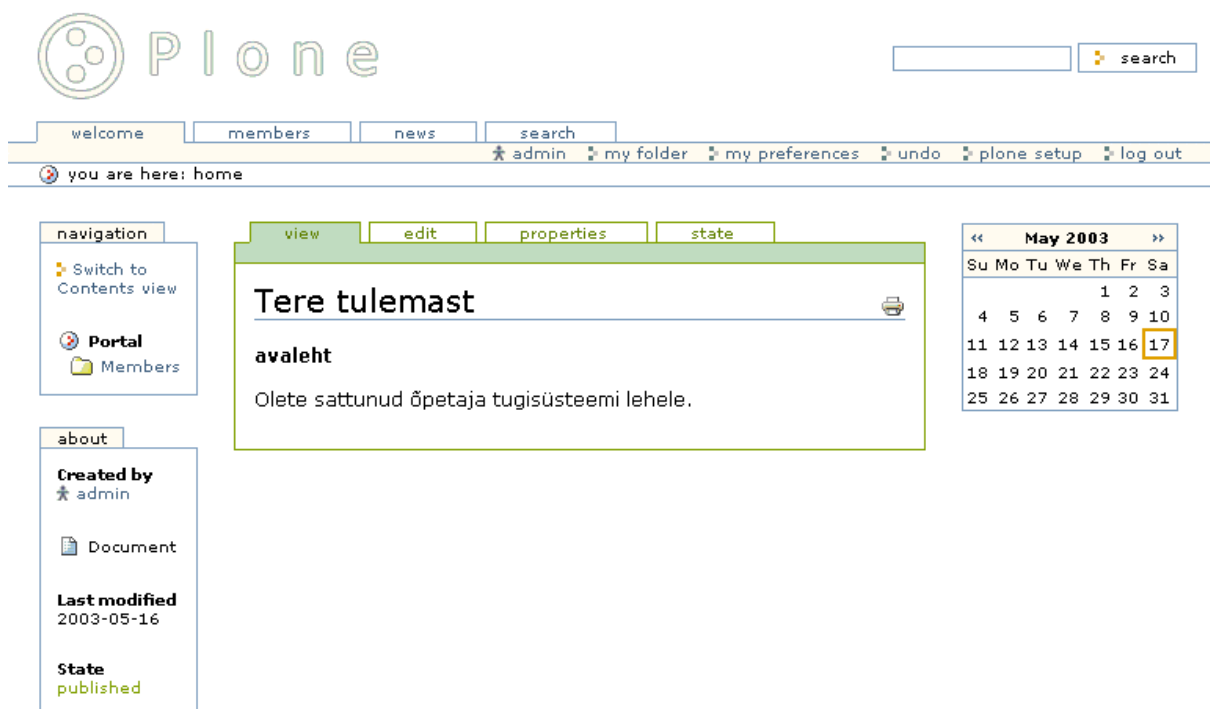 Plone
search
welcome members news search
admin my folder my preferences undo plone setup log out
you are here: home
navigation
Switch to
Contents view
Portal
Members
about
Created by
admin
Document
Last modified
2003-05-16
State
published
view edit properties state
Tere tulemast
avaleht
Olete sattunud õpetaja tugisüsteemi lehele.
« May 2003 »
Su Mo Tu We Th Fr Sa
1 2 3
4 5 6 7 8 9 10
11 12 13 14 15 16 17
18 19 20 21 22 23 24
25 26 27 28 29 30 31